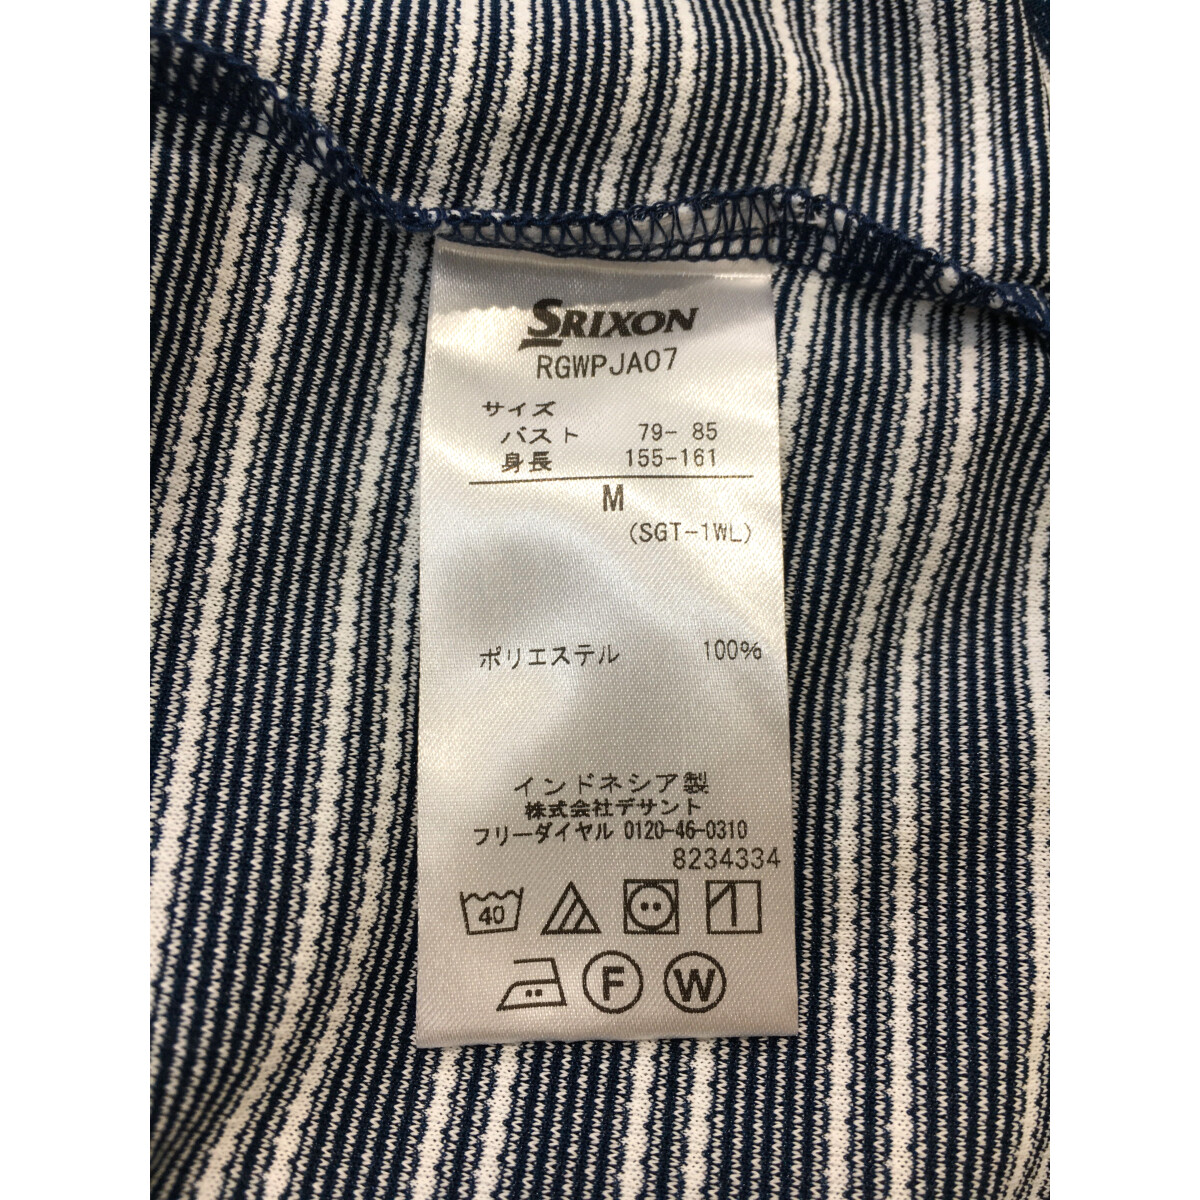 SRIXON
RGWPJA07
サイズ
バスト 79- 85
身長 155-161
M
(SGT-1WL)
ポリエステル 100%
インドネシア製
株式会社デサント
フリーダイヤル 0120-46-0310
8234334
40
F W